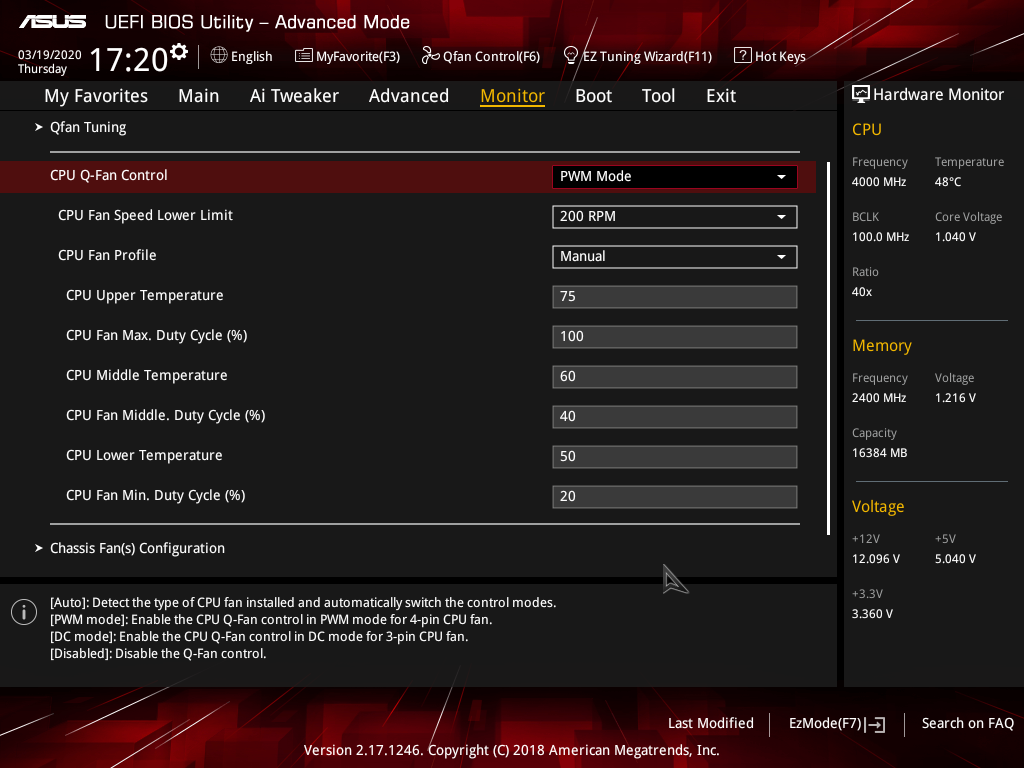 ASUS UEFI BIOS Utility – Advanced Mode
03/19/2020
Thursday
17:20
English MyFavorite(F3) Qfan Control(F6) EZ Tuning Wizard(F11) ? Hot Keys
My Favorites Main Ai Tweaker Advanced Monitor Boot Tool Exit
Qfan Tuning
CPU Q-Fan Control PWM Mode
CPU Fan Speed Lower Limit 200 RPM
CPU Fan Profile Manual
CPU Upper Temperature 75
CPU Fan Max. Duty Cycle (%) 100
CPU Middle Temperature 60
CPU Fan Middle. Duty Cycle (%) 40
CPU Lower Temperature 50
CPU Fan Min. Duty Cycle (%) 20
Chassis Fan(s) Configuration
[Auto]: Detect the type of CPU fan installed and automatically switch the control modes.
[PWM mode]: Enable the CPU Q-Fan control in PWM mode for 4-pin CPU fan.
[DC mode]: Enable the CPU Q-Fan control in DC mode for 3-pin CPU fan.
[Disabled]: Disable the Q-Fan control.
Hardware Monitor
CPU
Frequency Temperature
4000 MHz 48°C
BCLK Core Voltage
100.0 MHz 1.040 V
Ratio
40x
Memory
Frequency Voltage
2400 MHz 1.216 V
Capacity
16384 MB
Voltage
+12V +5V
12.096 V 5.040 V
+3.3V
3.360 V
Last Modified EzMode(F7) Search on FAQ
Version 2.17.1246. Copyright (C) 2018 American Megatrends, Inc.